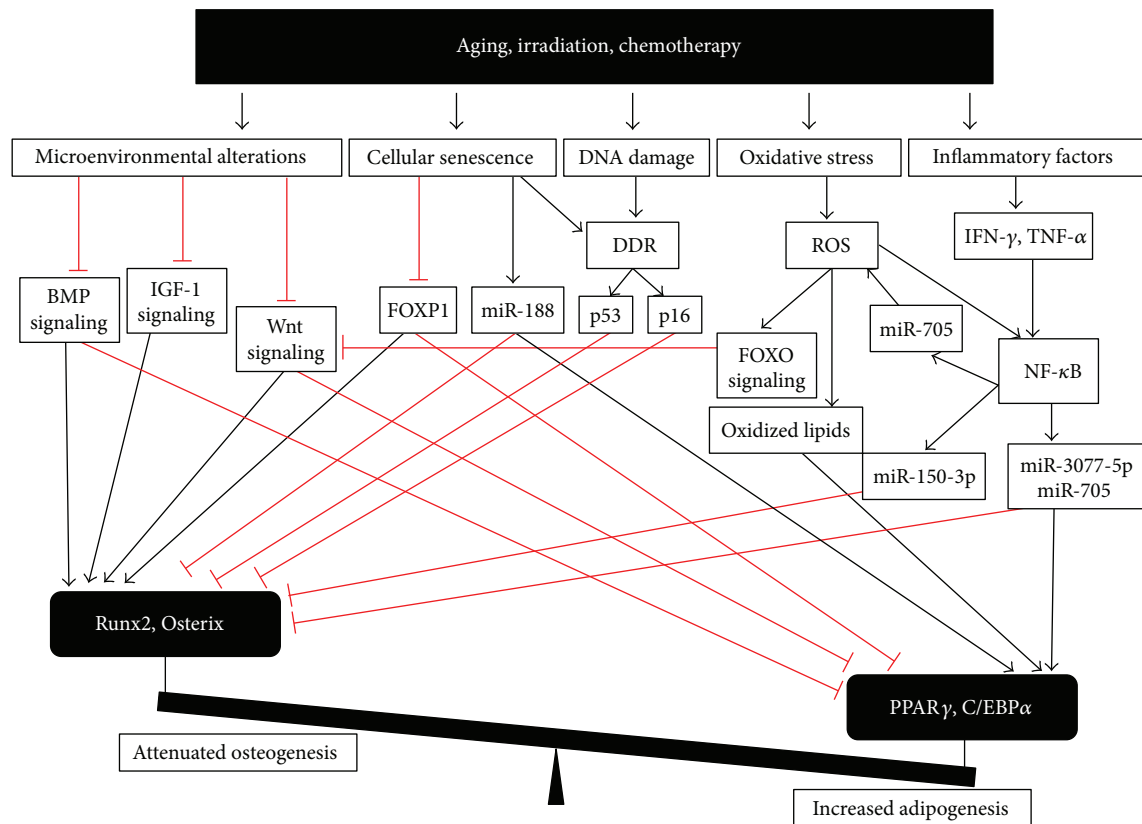 Aging, irradiation, chemotherapy
Microenvironmental alterations
Cellular senescence
DNA damage
Oxidative stress
Inflammatory factors
DDR
ROS
IFN-γ, TNF-α
BMP
signaling
IGF-1
signaling
Wnt
signaling
FOXP1
miR-188
p53
p16
FOXO
signaling
miR-705
NF-κB
Oxidized lipids
miR-150-3p
miR-3077-5p
miR-705
Runx2, Osterix
PPARγ, C/EBPα
Attenuated osteogenesis
Increased adipogenesis